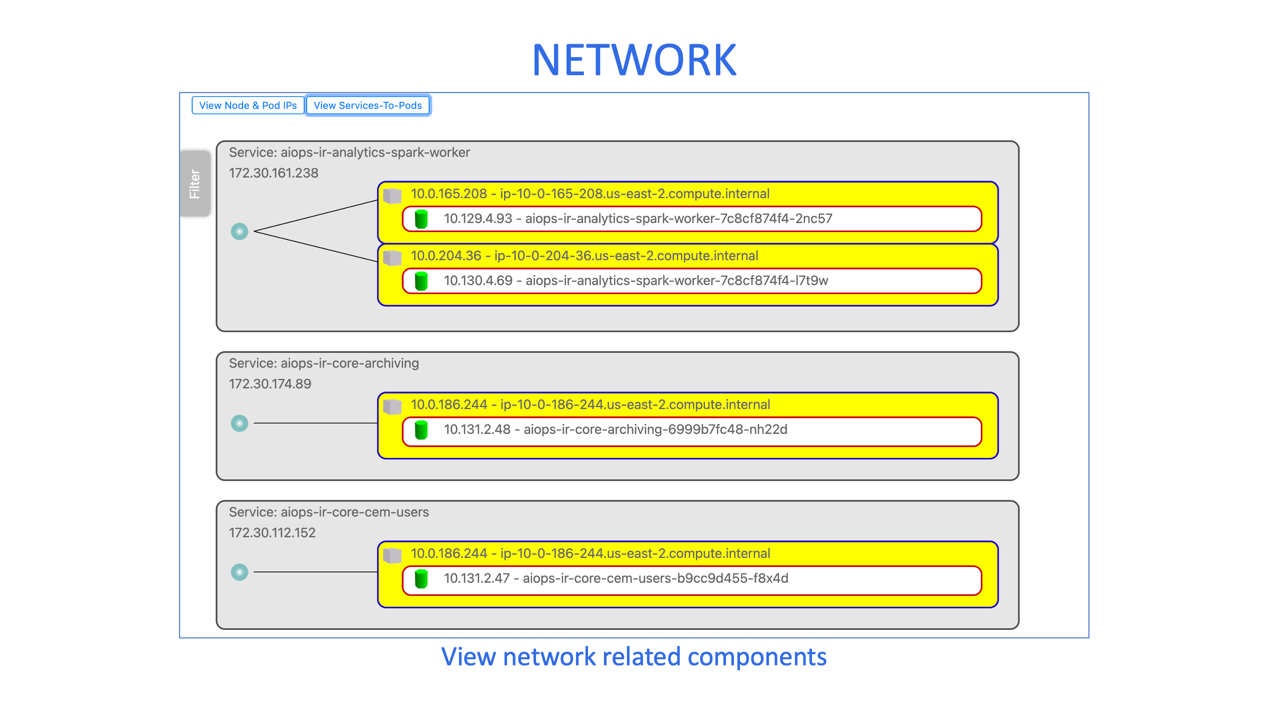 NETWORK
View Node & Pod IPs
View Services-To-Pods
Filter
Service: aiops-ir-analytics-spark-worker
172.30.161.238
10.0.165.208 - ip-10-0-165-208.us-east-2.compute.internal
10.129.4.93 - aiops-ir-analytics-spark-worker-7c8cf874f4-2nc57
10.0.204.36 - ip-10-0-204-36.us-east-2.compute.internal
10.130.4.69 - aiops-ir-analytics-spark-worker-7c8cf874f4-l7t9w
Service: aiops-ir-core-archiving
172.30.174.89
10.0.186.244 - ip-10-0-186-244.us-east-2.compute.internal
10.131.2.48 - aiops-ir-core-archiving-6999b7fc48-nh22d
Service: aiops-ir-core-cem-users
172.30.112.152
10.0.186.244 - ip-10-0-186-244.us-east-2.compute.internal
10.131.2.47 - aiops-ir-core-cem-users-b9cc9d455-f8x4d
View network related components